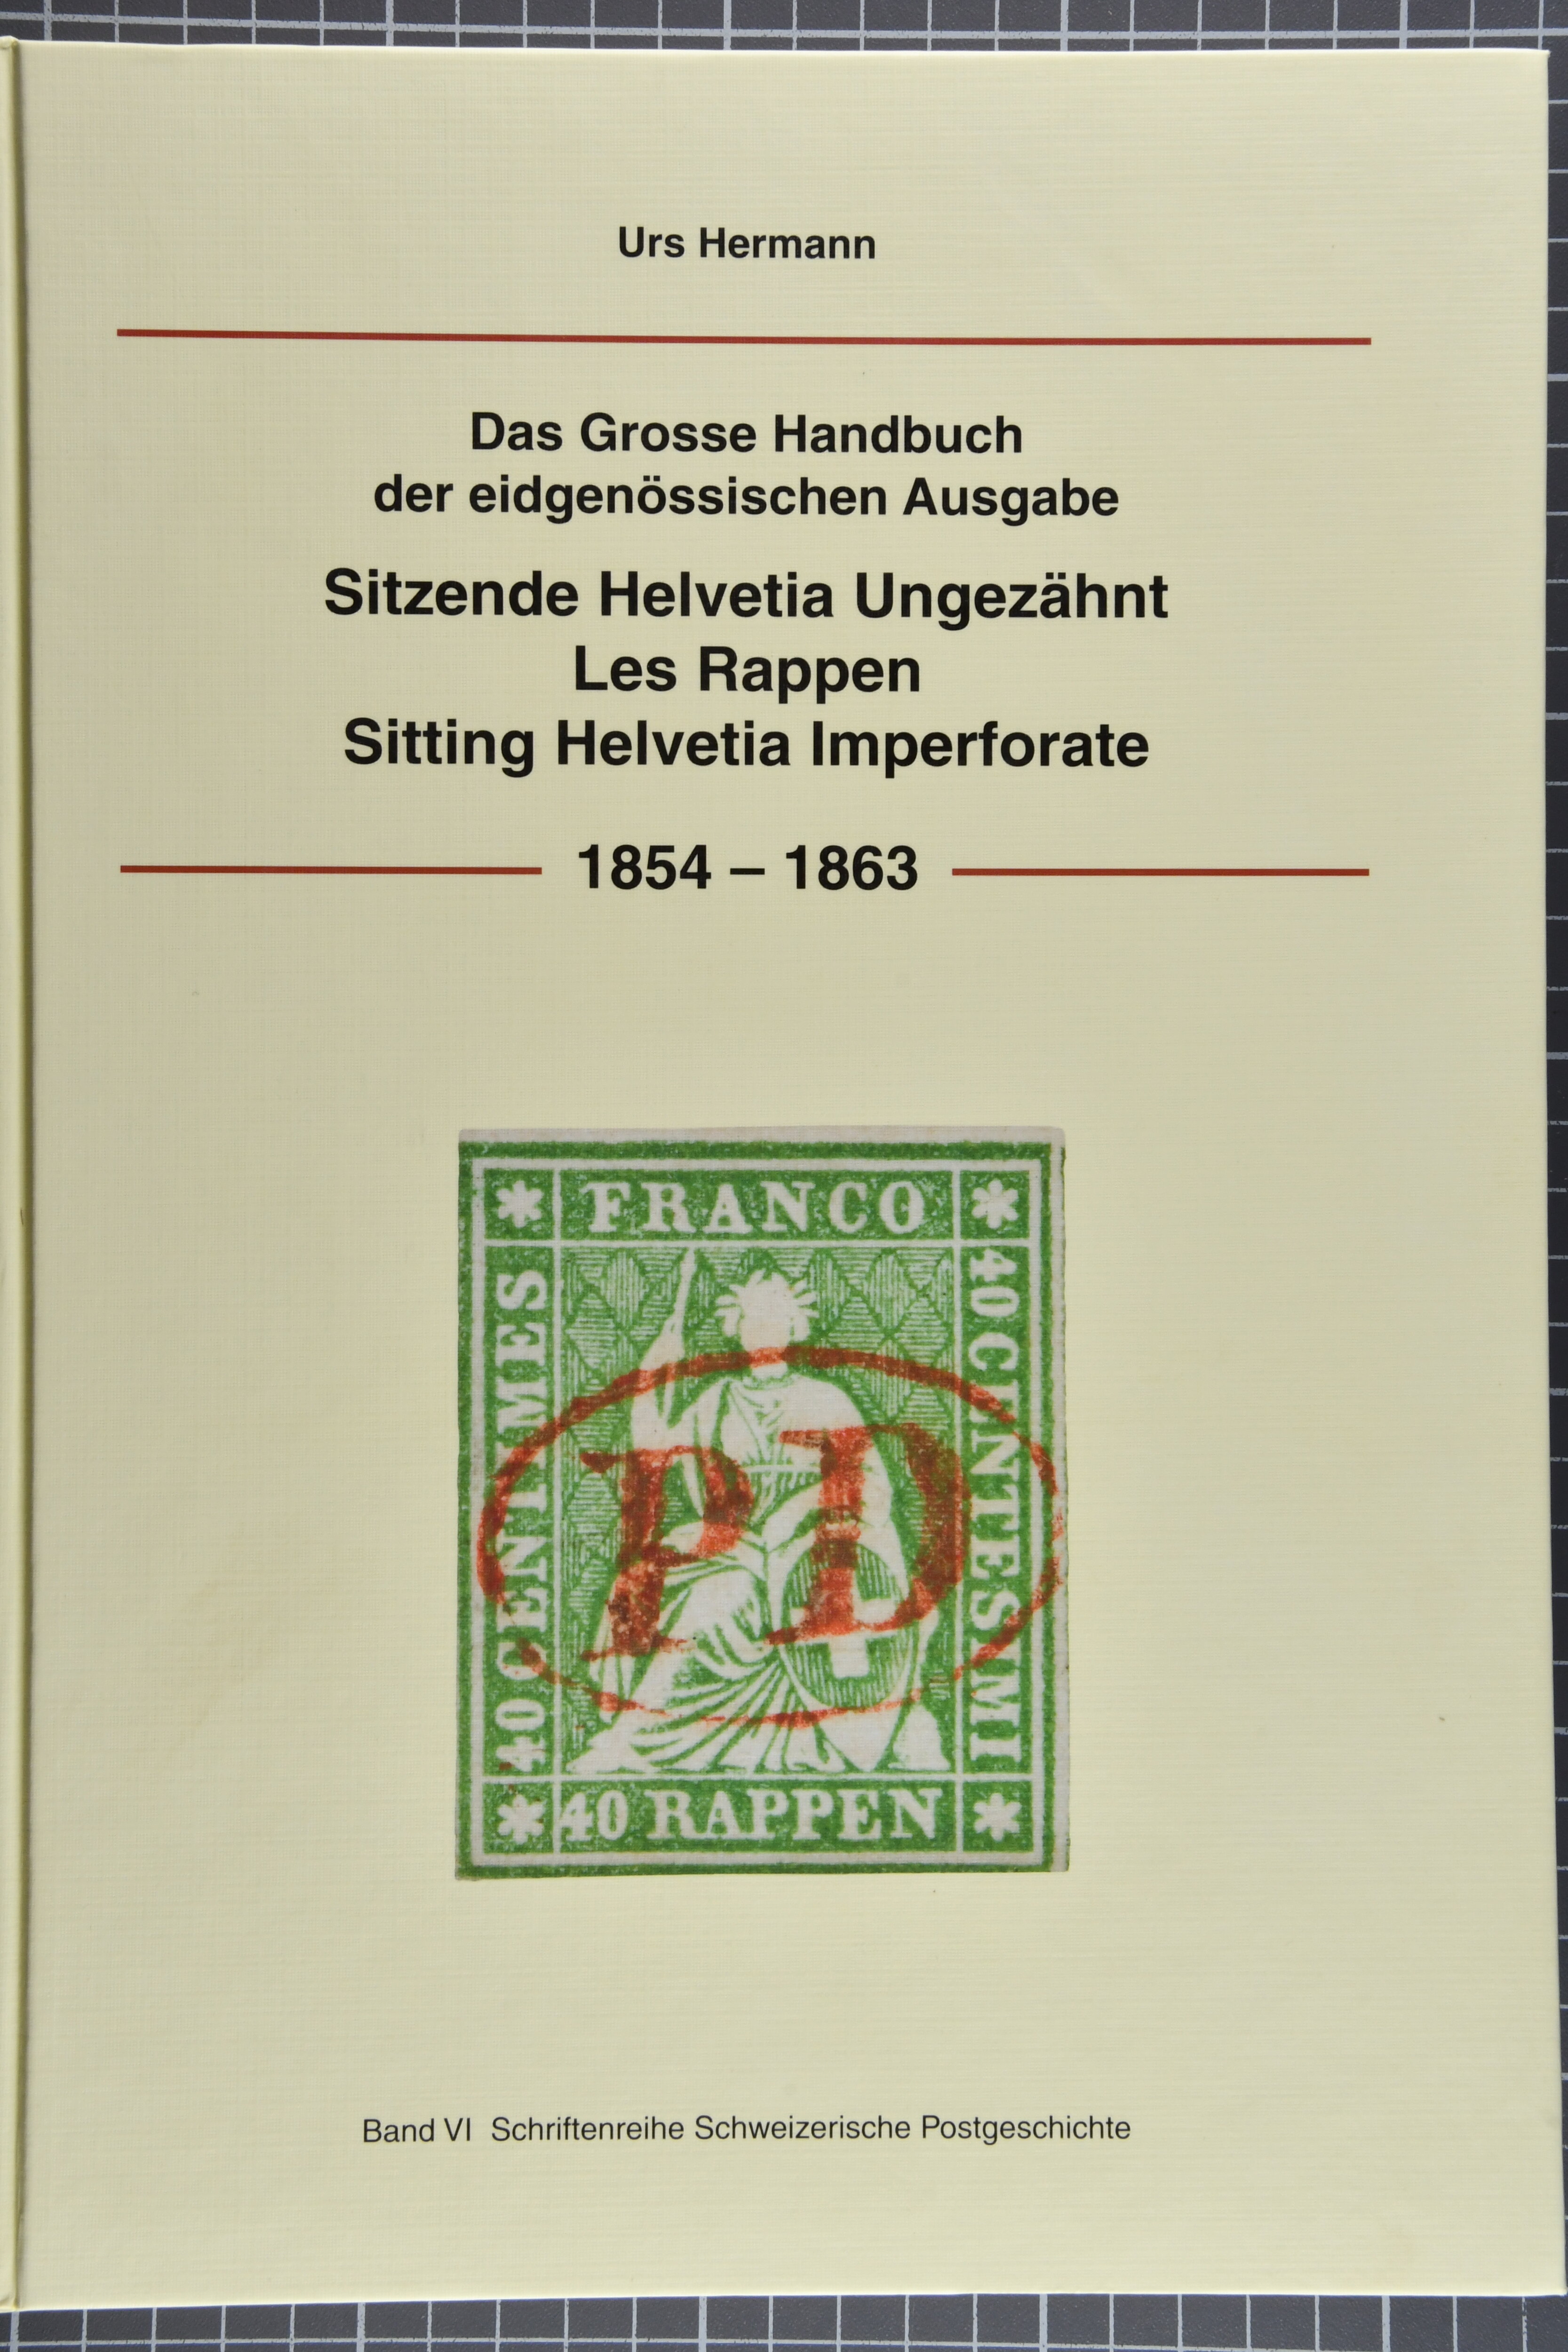 Urs Hermann
Das Grosse Handbuch
der eidgenössischen Ausgabe
Sitzende Helvetia Ungezähnt
Les Rappen
Sitting Helvetia Imperforate
1854 – 1863
FRANCO
40 CENTIMES
40 CENTESIMI
PD
40 RAPPEN
Band VI Schriftenreihe Schweizerische Postgeschichte